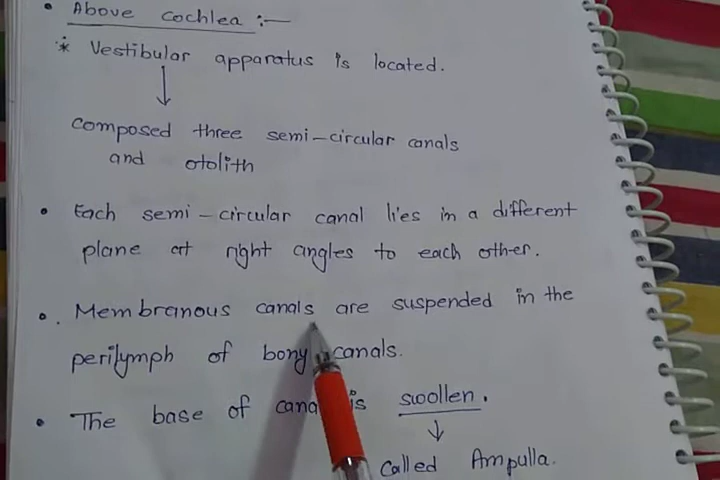 • Above cochlea :—
* Vestibular apparatus is located.
↓
composed three semi-circular canals
and otolith
• Each semi-circular canal lies in a different
plane at right angles to each other.
• . Membranous canals are suspended in the
perilymph of bony canals.
• The base of canal is swollen.
↓
called Ampulla.